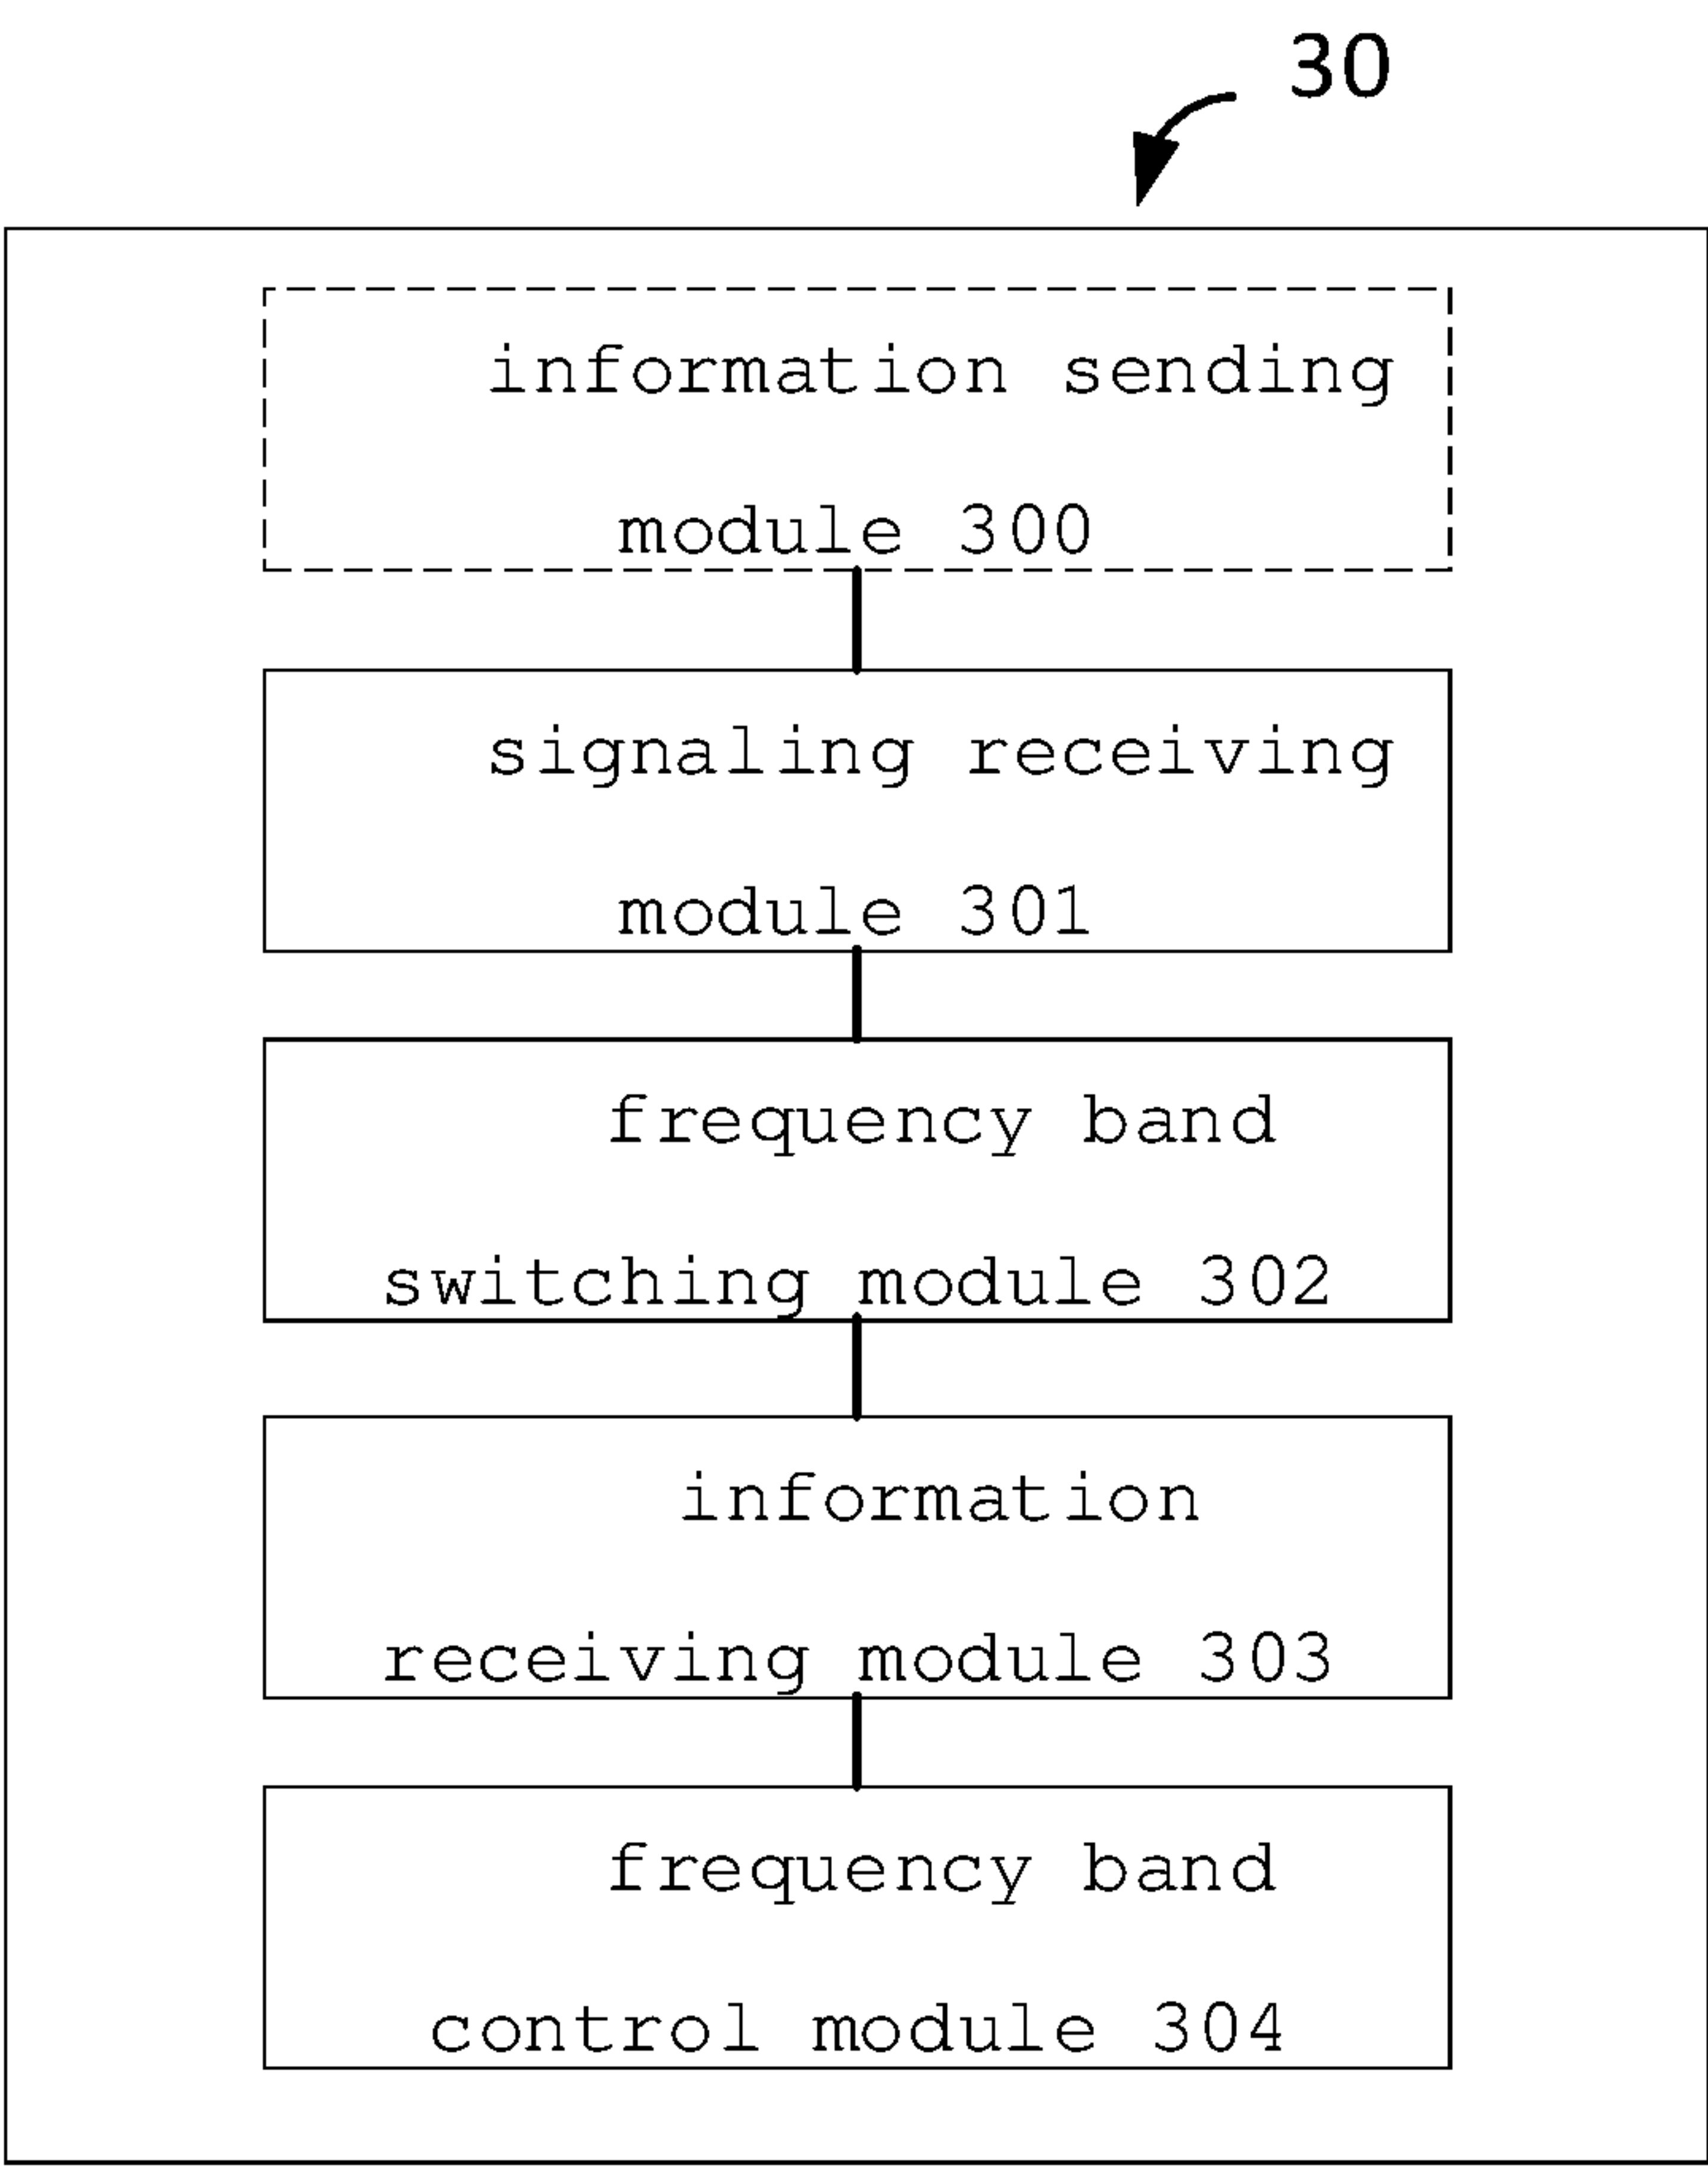 30
information sending
module 300
signaling receiving
module 301
frequency band
switching module 302
information
receiving module 303
frequency band
control module 304